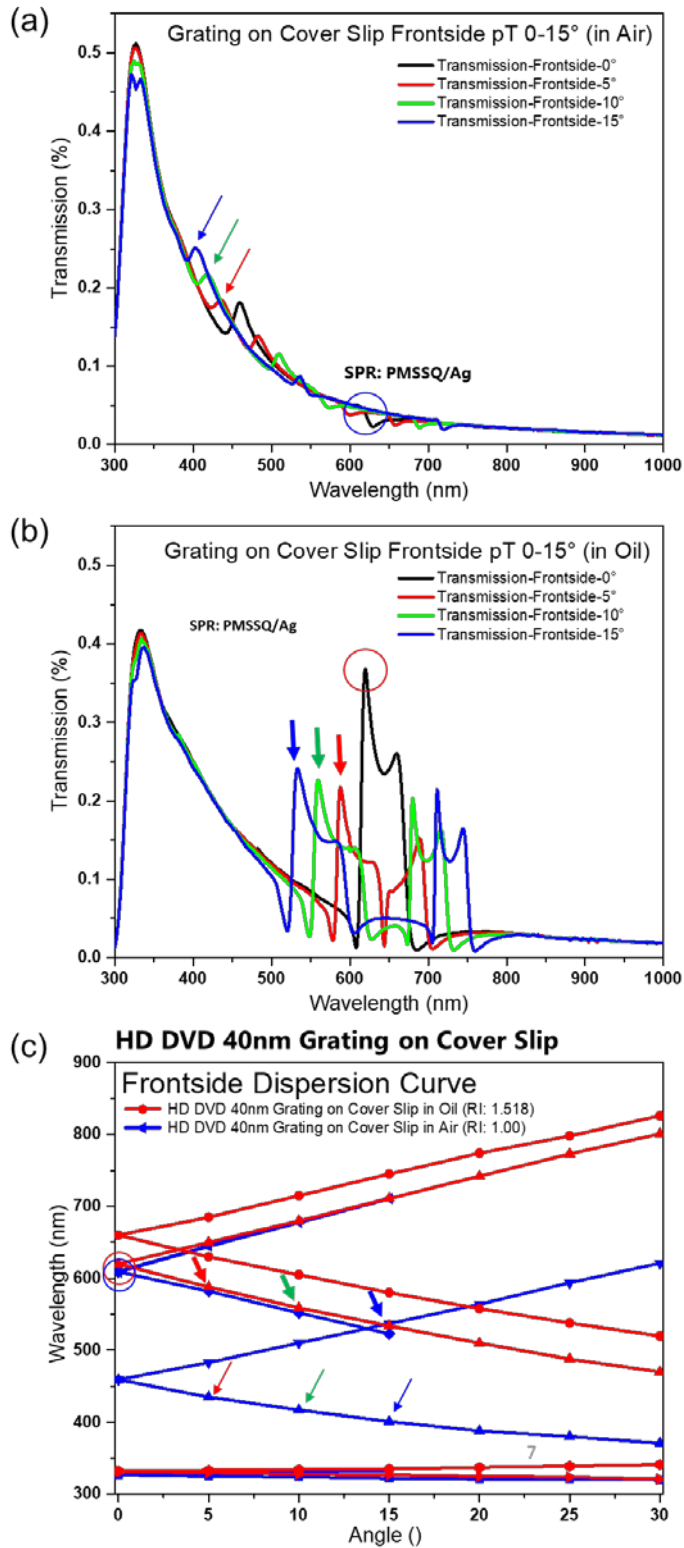 (a)
Grating on Cover Slip Frontside pT 0-15° (in Air)
Transmission-Frontside-0°
Transmission-Frontside-5°
Transmission-Frontside-10°
Transmission-Frontside-15°
SPR: PMSSQ/Ag
Transmission (%)
0.5
0.4
0.3
0.2
0.1
0.0
300 400 500 600 700 800 900 1000
Wavelength (nm)
(b)
Grating on Cover Slip Frontside pT 0-15° (in Oil)
Transmission-Frontside-0°
Transmission-Frontside-5°
Transmission-Frontside-10°
Transmission-Frontside-15°
SPR: PMSSQ/Ag
Transmission (%)
0.5
0.4
0.3
0.2
0.1
0.0
300 400 500 600 700 800 900 1000
Wavelength (nm)
(c)
HD DVD 40nm Grating on Cover Slip
Frontside Dispersion Curve
HD DVD 40nm Grating on Cover Slip in Oil (RI: 1.518)
HD DVD 40nm Grating on Cover Slip in Air (RI: 1.00)
Wavelength (nm)
900
800
700
600
500
400
300
7
0 5 10 15 20 25 30
Angle ()